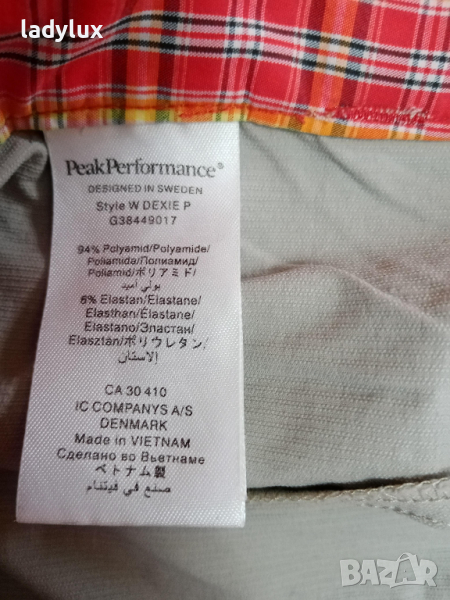 ladylux
PeakPerformance®
DESIGNED IN SWEDEN
Style W DEXIE P
G38449017
94% Polyamid/Polyamide/
Poliamida/Полиамид/
Poliamid/ポリアミド/
بولي أميد
6% Elastan/Elastane/
Elasthan/Élastane/
Elastano/Эластан/
Elasztán/ポリウレタン/
الاستان
CA 30 410
IC COMPANYS A/S
DENMARK
Made in VIETNAM
Сделано во Вьетнаме
ベトナム製
صنع في فيتنام
BAZAR